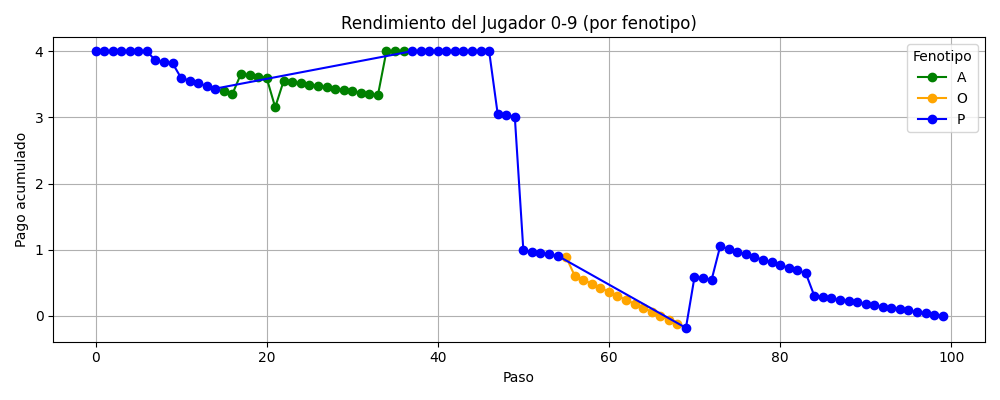 Rendimiento del Jugador 0-9 (por fenotipo)
Pago acumulado
4
3
2
1
0
Fenotipo
A
O
P
0 20 40 60 80 100
Paso